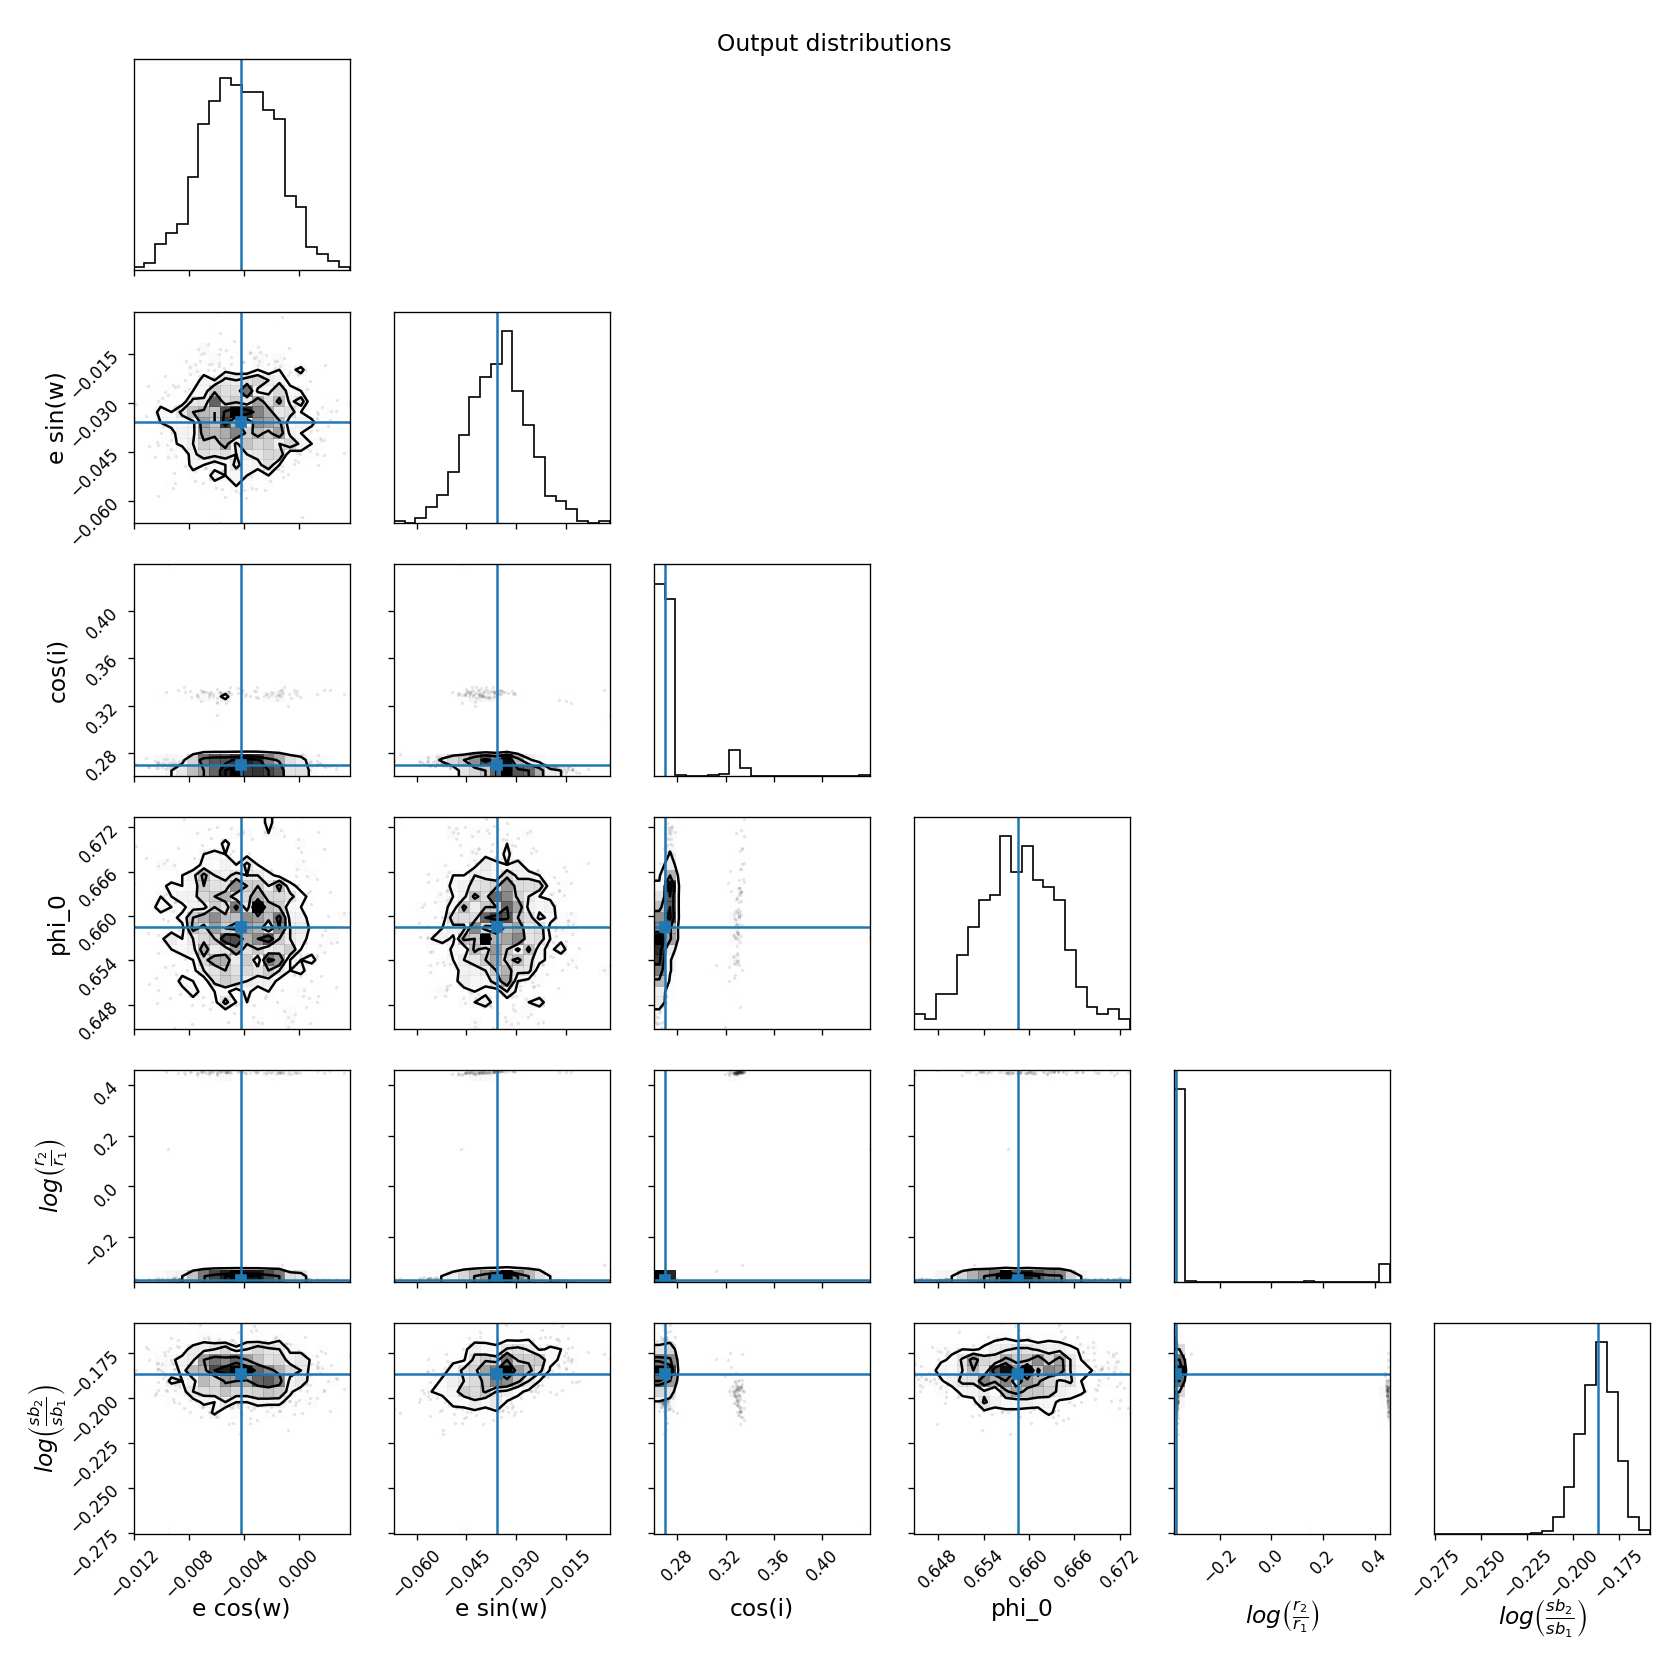 Output distributions
e sin(w)
−0.015
−0.030
−0.045
−0.060
cos(i)
0.40
0.36
0.32
0.28
phi_0
0.672
0.666
0.660
0.654
0.648
log(r₂/r₁)
0.4
0.2
0.0
−0.2
log(sb₂/sb₁)
−0.175
−0.200
−0.225
−0.250
−0.275
−0.012 −0.008 −0.004 0.000
−0.060 −0.045 −0.030 −0.015
0.28 0.32 0.36 0.40
0.648 0.654 0.660 0.666 0.672
−0.2 0.0 0.2 0.4
−0.275 −0.250 −0.225 −0.200 −0.175
e cos(w)
e sin(w)
cos(i)
phi_0
log(r₂/r₁)
log(sb₂/sb₁)